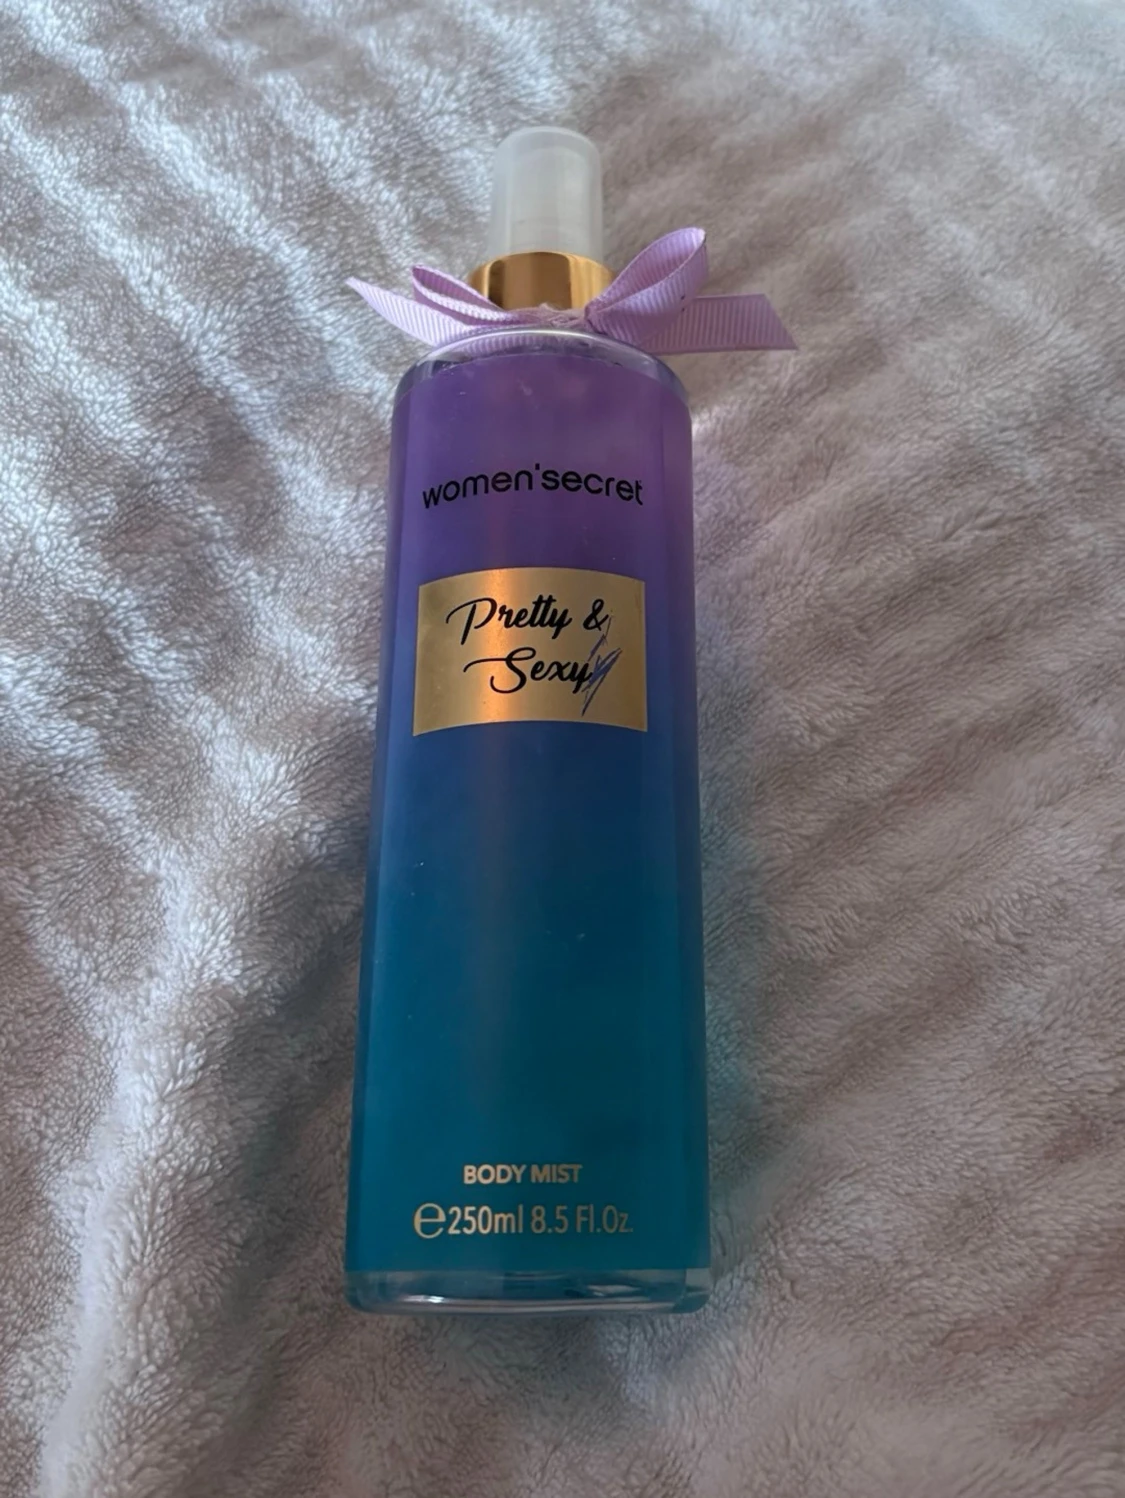 women'secret
Pretty &
Sexy
BODY MIST
℮250ml 8.5 Fl.Oz.